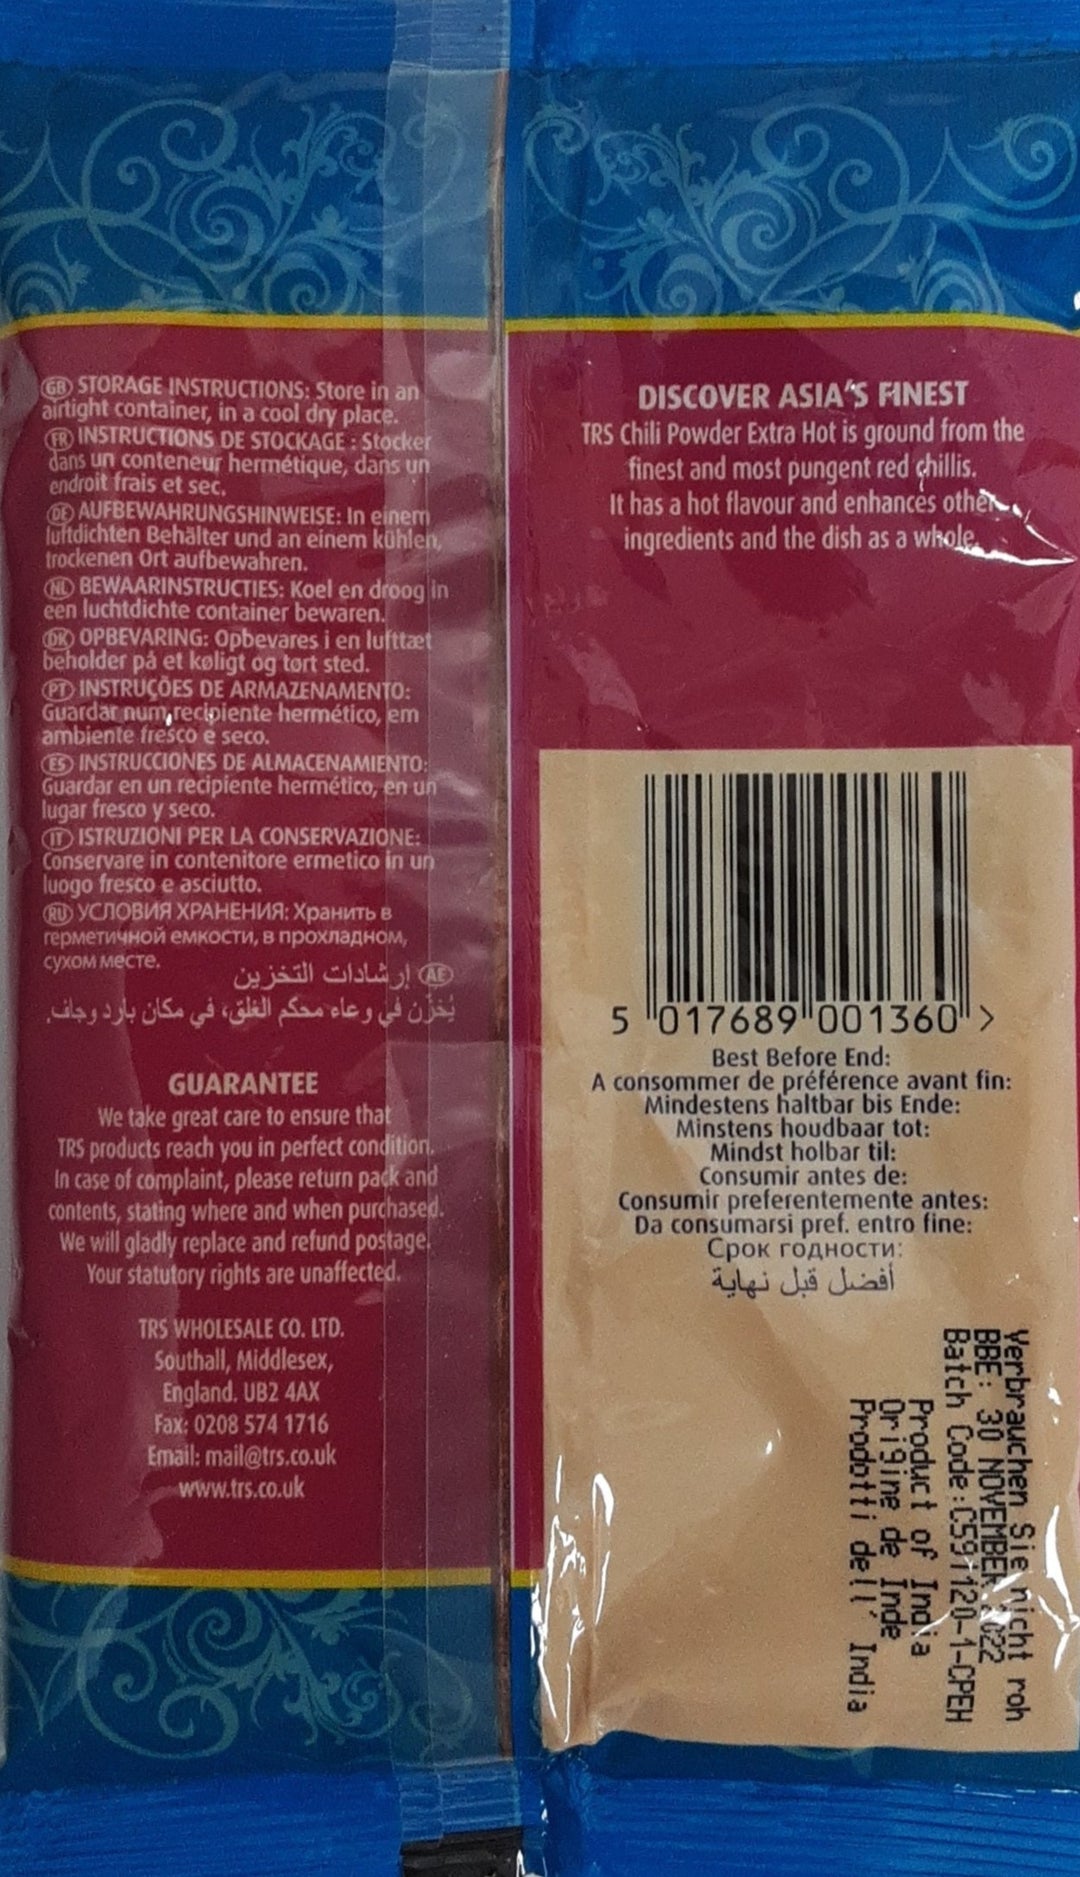 GB STORAGE INSTRUCTIONS: Store in an
airtight container, in a cool dry place.
FR INSTRUCTIONS DE STOCKAGE : Stocker
dans un conteneur hermétique, dans un
endroit frais et sec.
DE AUFBEWAHRUNGSHINWEISE: In einem
luftdichten Behälter und an einem kühlen,
trockenen Ort aufbewahren.
NL BEWAARINSTRUCTIES: Koel en droog in
een luchtdichte container bewaren.
DK OPBEVARING: Opbevares i en lufttæt
beholder på et køligt og tørt sted.
PT INSTRUÇÕES DE ARMAZENAMENTO:
Guardar num recipiente hermético, em
ambiente fresco e seco.
ES INSTRUCCIONES DE ALMACENAMIENTO:
Guardar en un recipiente hermético, en un
lugar fresco y seco.
IT ISTRUZIONI PER LA CONSERVAZIONE:
Conservare in contenitore ermetico in un
luogo fresco e asciutto.
RU УСЛОВИЯ ХРАНЕНИЯ: Хранить в
герметичной емкости, в прохладном,
сухом месте.
AE إرشادات التخزين
يُخزّن في وعاء محكم الغلق، في مكان بارد وجاف.
GUARANTEE
We take great care to ensure that
TRS products reach you in perfect condition.
In case of complaint, please return pack and
contents, stating where and when purchased.
We will gladly replace and refund postage.
Your statutory rights are unaffected.
TRS WHOLESALE CO. LTD.
Southall, Middlesex,
England. UB2 4AX
Fax: 0208 574 1716
Email: mail@trs.co.uk
www.trs.co.uk
DISCOVER ASIA'S FINEST
TRS Chili Powder Extra Hot is ground from the
finest and most pungent red chillis.
It has a hot flavour and enhances other
ingredients and the dish as a whole.
5 017689 001360 >
Best Before End:
A consommer de préférence avant fin:
Mindestens haltbar bis Ende:
Minstens houdbaar tot:
Mindst holbar til:
Consumir antes de:
Consumir preferentemente antes:
Da consumarsi pref. entro fine:
Срок годности:
أفضل قبل نهاية
Verbrauchen Sie nicht roh
BBE: 30 NOVEMBER 2022
Batch Code:C591120-1-CPEH
Product of India
Origine de Inde
Prodotti dell' India